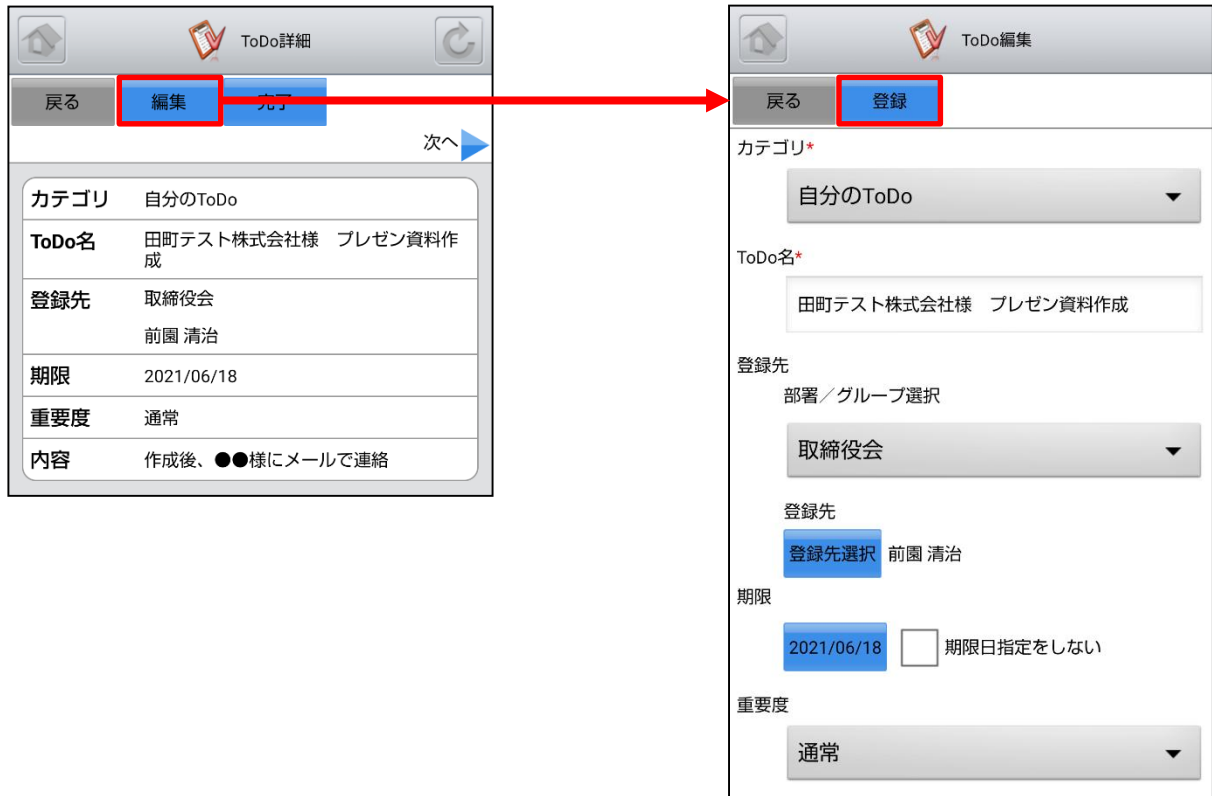 ToDo詳細
戻る
編集
完了
次へ
カテゴリ 自分のToDo
ToDo名 田町テスト株式会社様　プレゼン資料作
成
登録先 取締役会
前園 清治
期限 2021/06/18
重要度 通常
内容 作成後、●●様にメールで連絡
ToDo編集
戻る
登録
カテゴリ*
自分のToDo
ToDo名*
田町テスト株式会社様　プレゼン資料作成
登録先
部署／グループ選択
取締役会
登録先
登録先選択 前園 清治
期限
2021/06/18 期限日指定をしない
重要度
通常